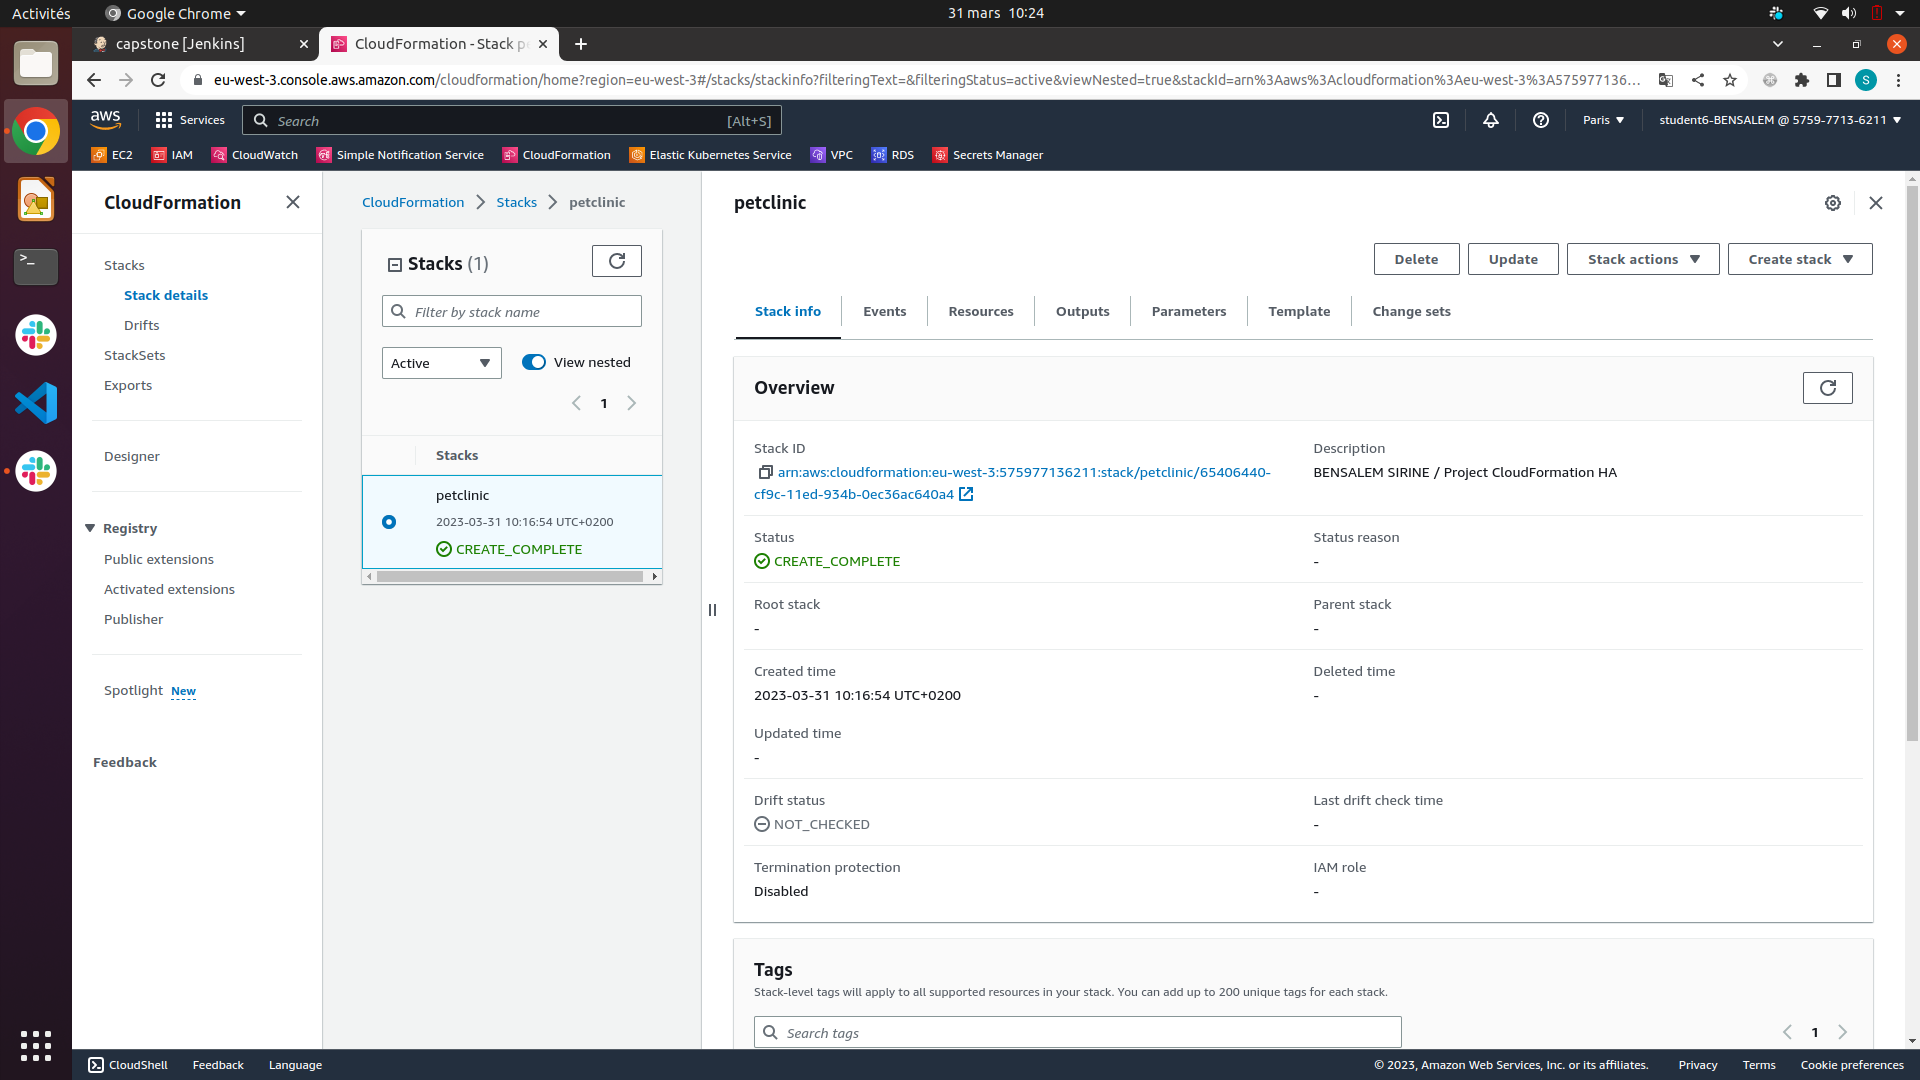 Activités
Google Chrome
31 mars 10:24
capstone [Jenkins]
CloudFormation - Stack pe
eu-west-3.console.aws.amazon.com/cloudformation/home?region=eu-west-3#/stacks/stackinfo?filteringText=&filteringStatus=active&viewNested=true&stackId=arn%3Aaws%3Acloudformation%3Aeu-west-3%3A575977136...
S
aws
Services
Search
[Alt+S]
Paris
student6-BENSALEM @ 5759-7713-6211
EC2
IAM
CloudWatch
Simple Notification Service
CloudFormation
Elastic Kubernetes Service
VPC
RDS
Secrets Manager
CloudFormation
Stacks
Stack details
Drifts
StackSets
Exports
Designer
Registry
Public extensions
Activated extensions
Publisher
Spotlight New
Feedback
CloudFormation
Stacks
petclinic
Stacks (1)
Filter by stack name
Active
View nested
1
Stacks
petclinic
2023-03-31 10:16:54 UTC+0200
CREATE_COMPLETE
petclinic
Delete
Update
Stack actions
Create stack
Stack info
Events
Resources
Outputs
Parameters
Template
Change sets
Overview
Stack ID
arn:aws:cloudformation:eu-west-3:575977136211:stack/petclinic/65406440-
cf9c-11ed-934b-0ec36ac640a4
Description
BENSALEM SIRINE / Project CloudFormation HA
Status
CREATE_COMPLETE
Status reason
-
Root stack
-
Parent stack
-
Created time
2023-03-31 10:16:54 UTC+0200
Deleted time
-
Updated time
-
Drift status
NOT_CHECKED
Last drift check time
-
Termination protection
Disabled
IAM role
-
Tags
Stack-level tags will apply to all supported resources in your stack. You can add up to 200 unique tags for each stack.
Search tags
1
CloudShell
Feedback
Language
© 2023, Amazon Web Services, Inc. or its affiliates.
Privacy
Terms
Cookie preferences